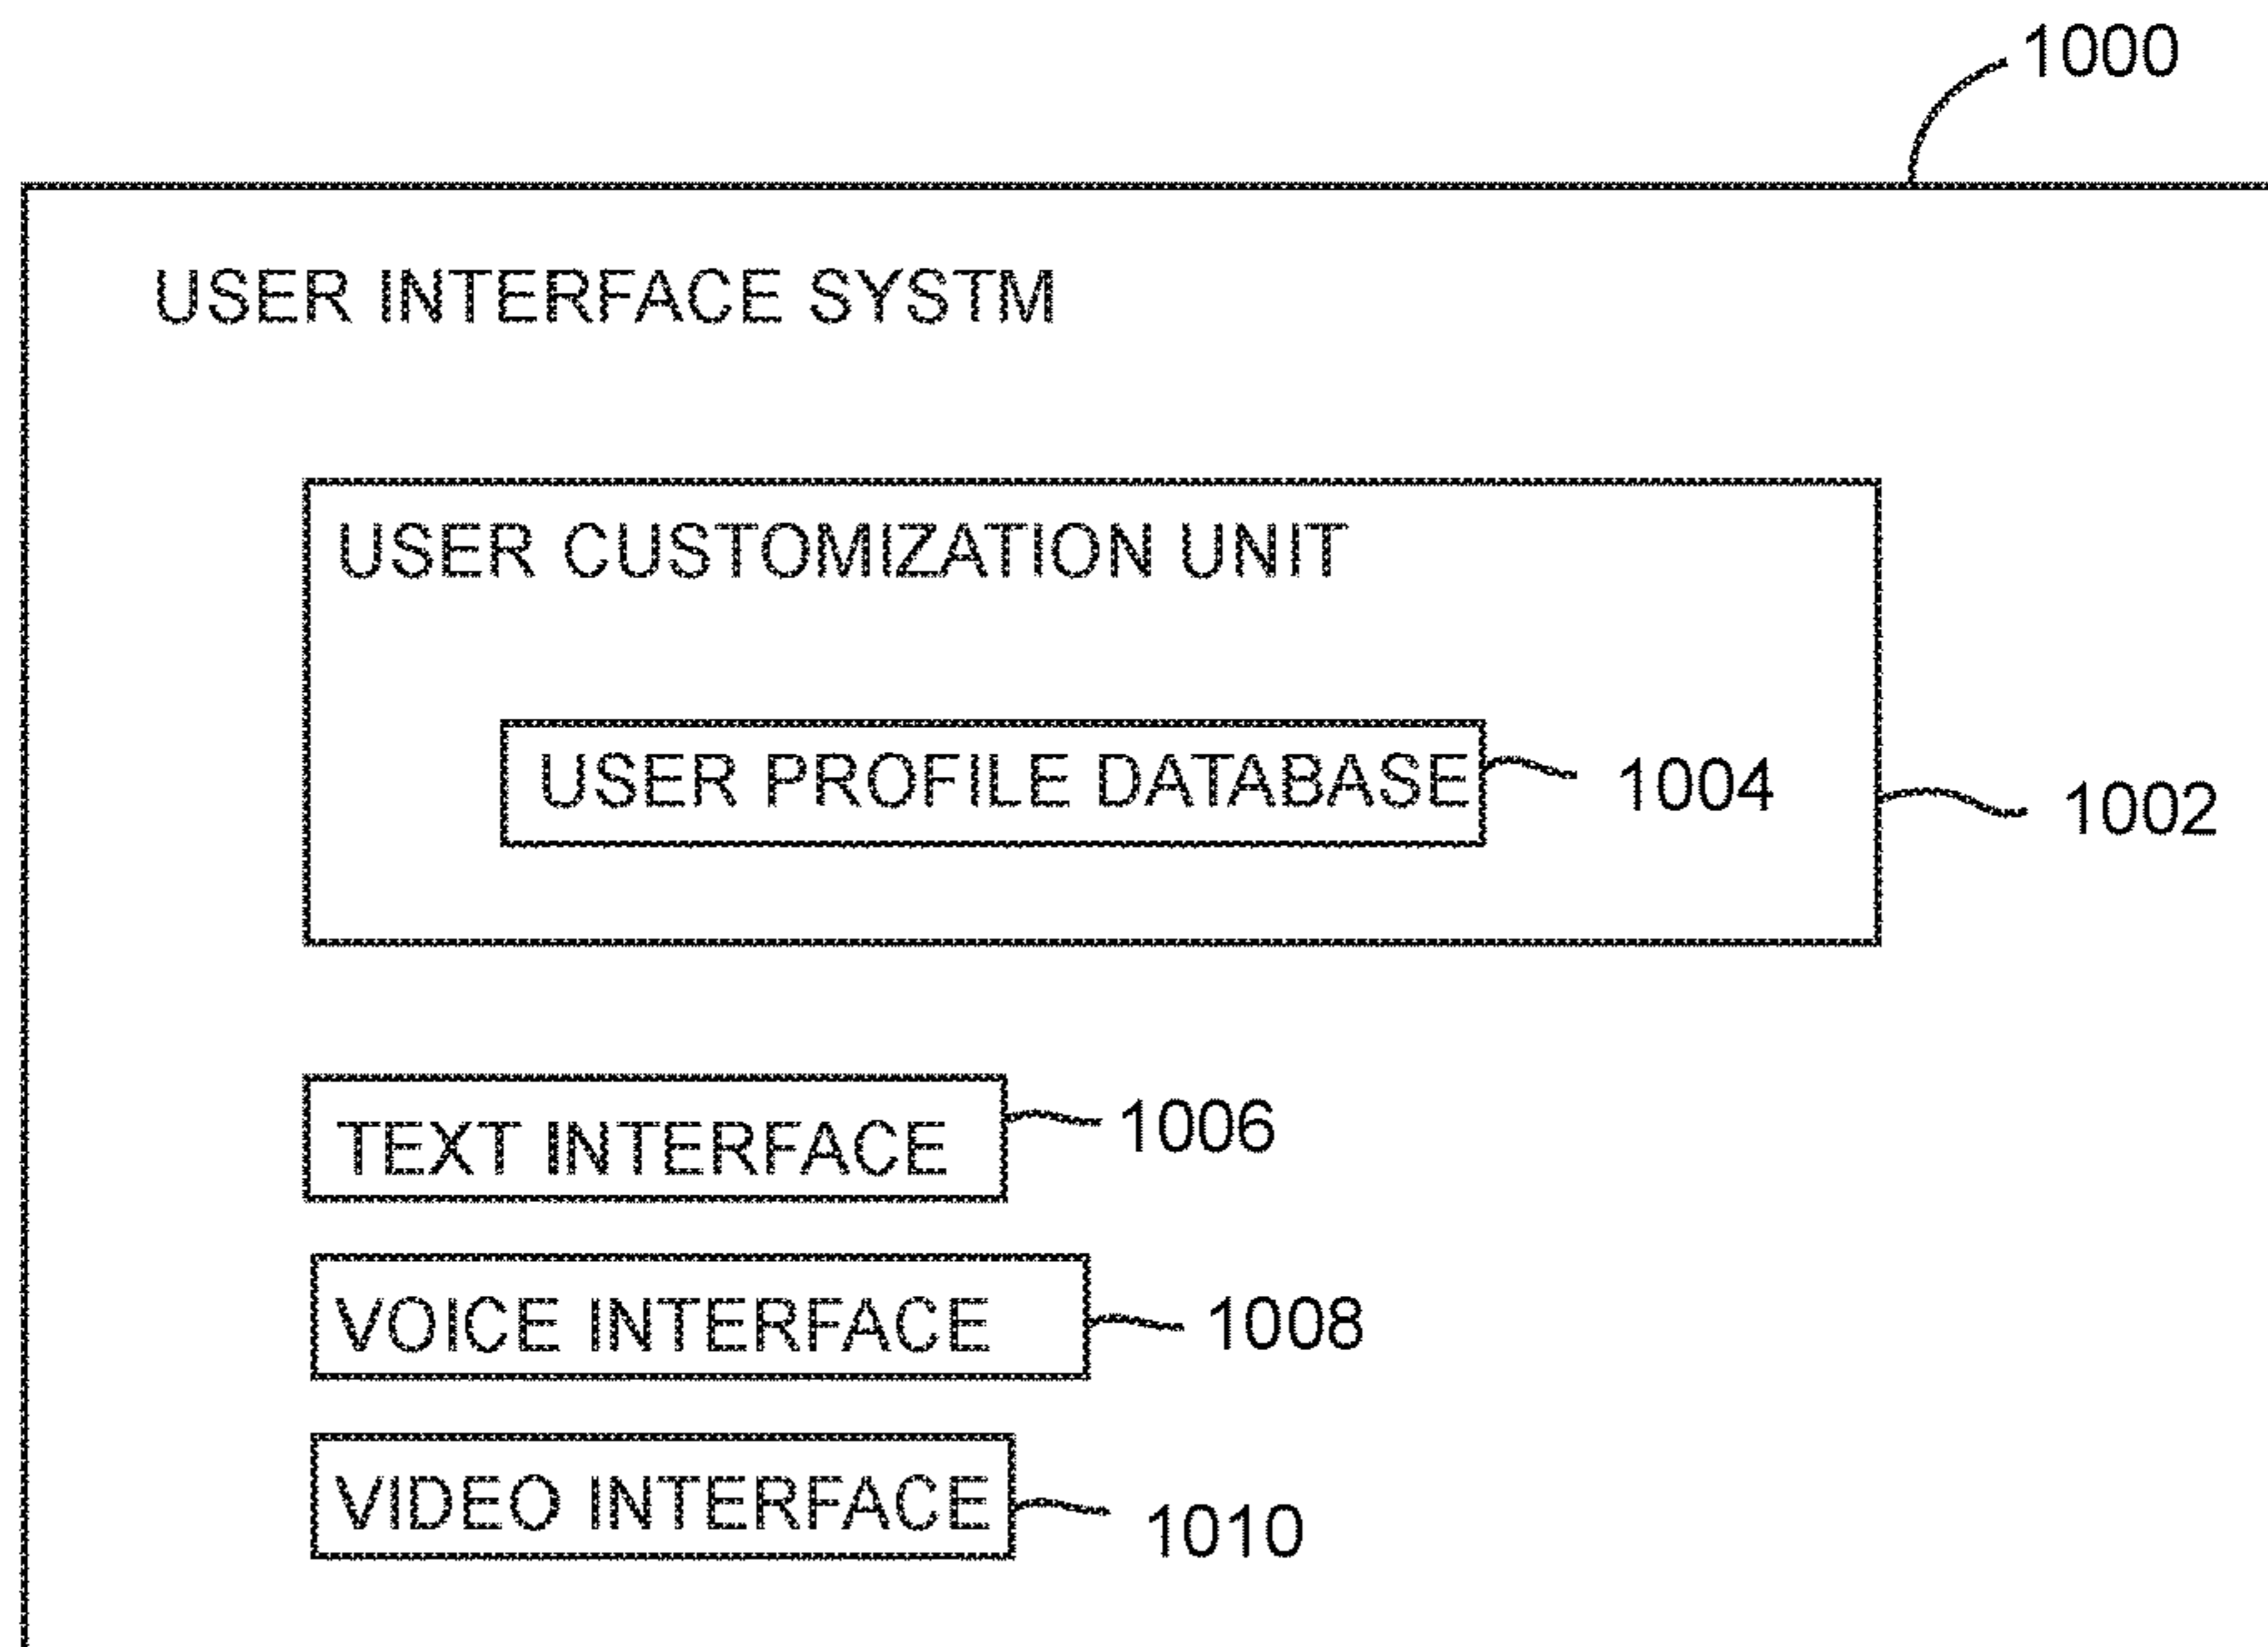 1000
USER INTERFACE SYSTM
USER CUSTOMIZATION UNIT
USER PROFILE DATABASE 1004
1002
TEXT INTERFACE 1006
VOICE INTERFACE 1008
VIDEO INTERFACE 1010